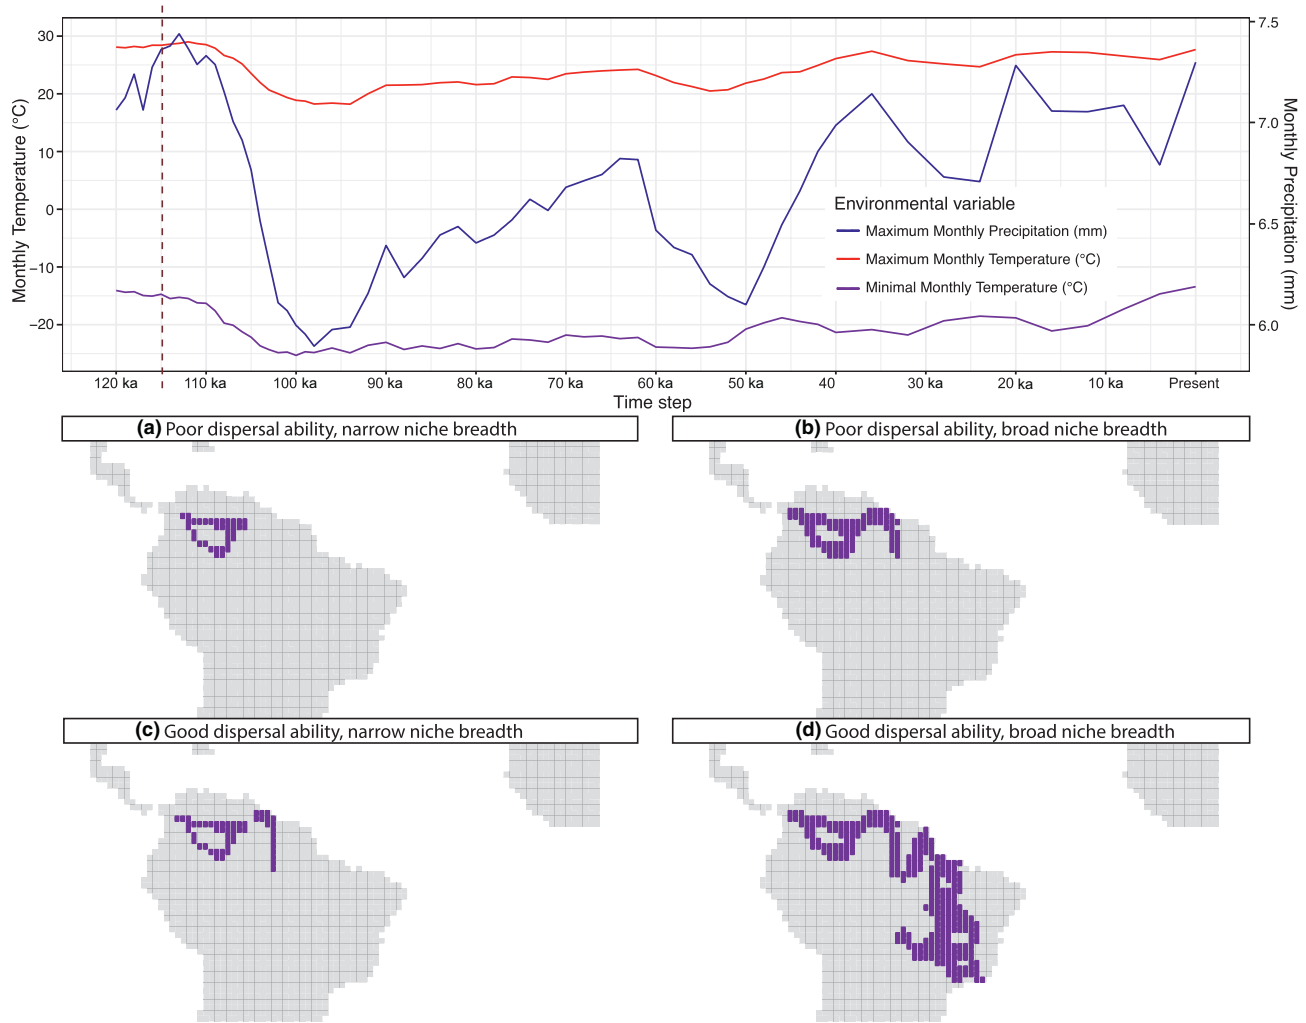 30
20
10
0
−10
−20
Monthly Temperature (°C)
7.5
7.0
6.5
6.0
Monthly Precipitation (mm)
Environmental variable
Maximum Monthly Precipitation (mm)
Maximum Monthly Temperature (°C)
Minimal Monthly Temperature (°C)
120 ka 110 ka 100 ka 90 ka 80 ka 70 ka 60 ka 50 ka 40 ka 30 ka 20 ka 10 ka Present
Time step
(a) Poor dispersal ability, narrow niche breadth
(b) Poor dispersal ability, broad niche breadth
(c) Good dispersal ability, narrow niche breadth
(d) Good dispersal ability, broad niche breadth